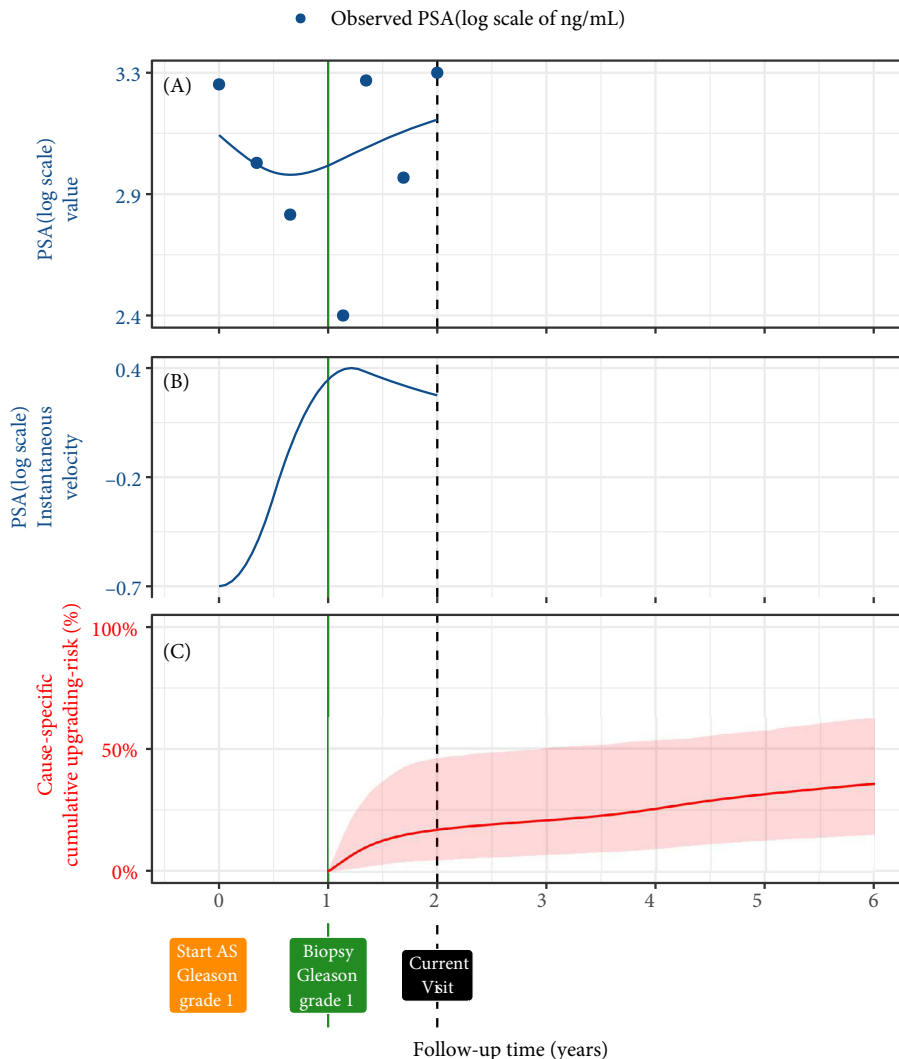 Observed PSA(log scale of ng/mL)
(A)
3.3
2.9
2.4
PSA(log scale)
value
(B)
0.4
−0.2
−0.7
PSA(log scale)
Instantaneous
velocity
(C)
100%
50%
0%
Cause-specific
cumulative upgrading-risk (%)
0 1 2 3 4 5 6
Start AS
Gleason
grade 1
Biopsy
Gleason
grade 1
Current
Visit
Follow-up time (years)